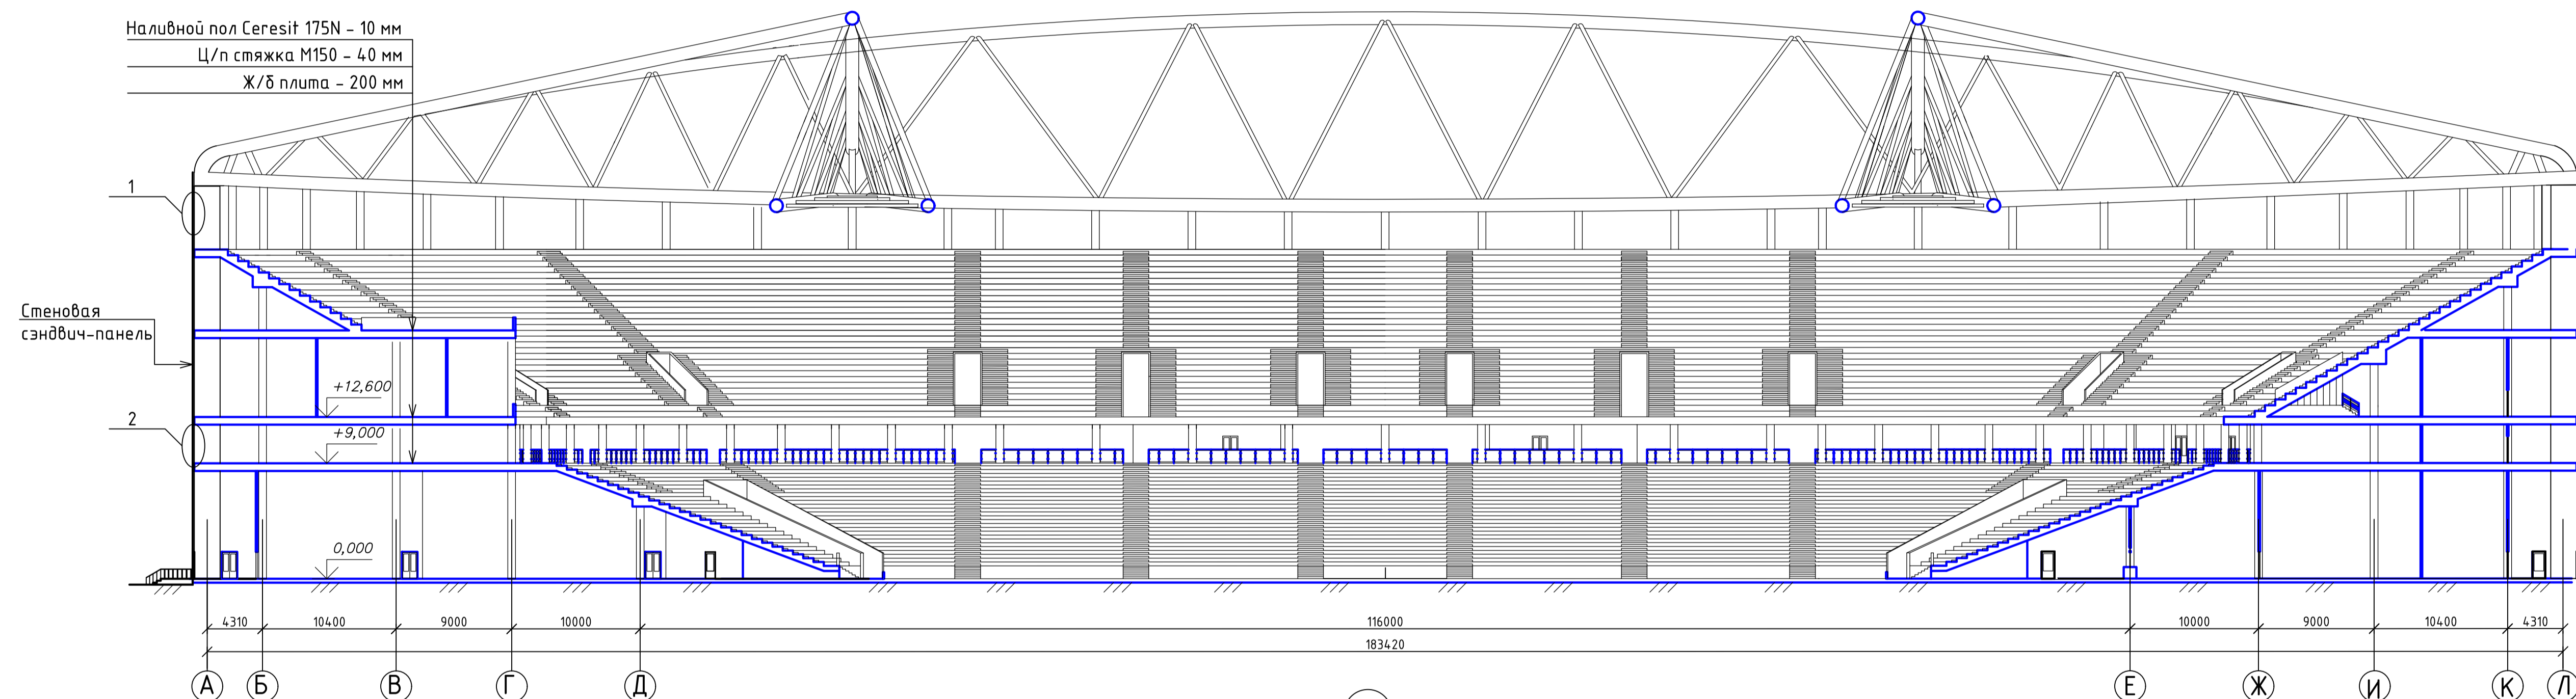 Наливной пол Ceresit 175N - 10 мм
Ц/п стяжка М150 - 40 мм
Ж/б плита - 200 мм
1
Стеновая
сэндвич-панель
+12,600
2
+9,000
0,000
4310 10400 9000 10000 116000 10000 9000 10400 4310
183420
А Б В Г Д Е Ж И К Л